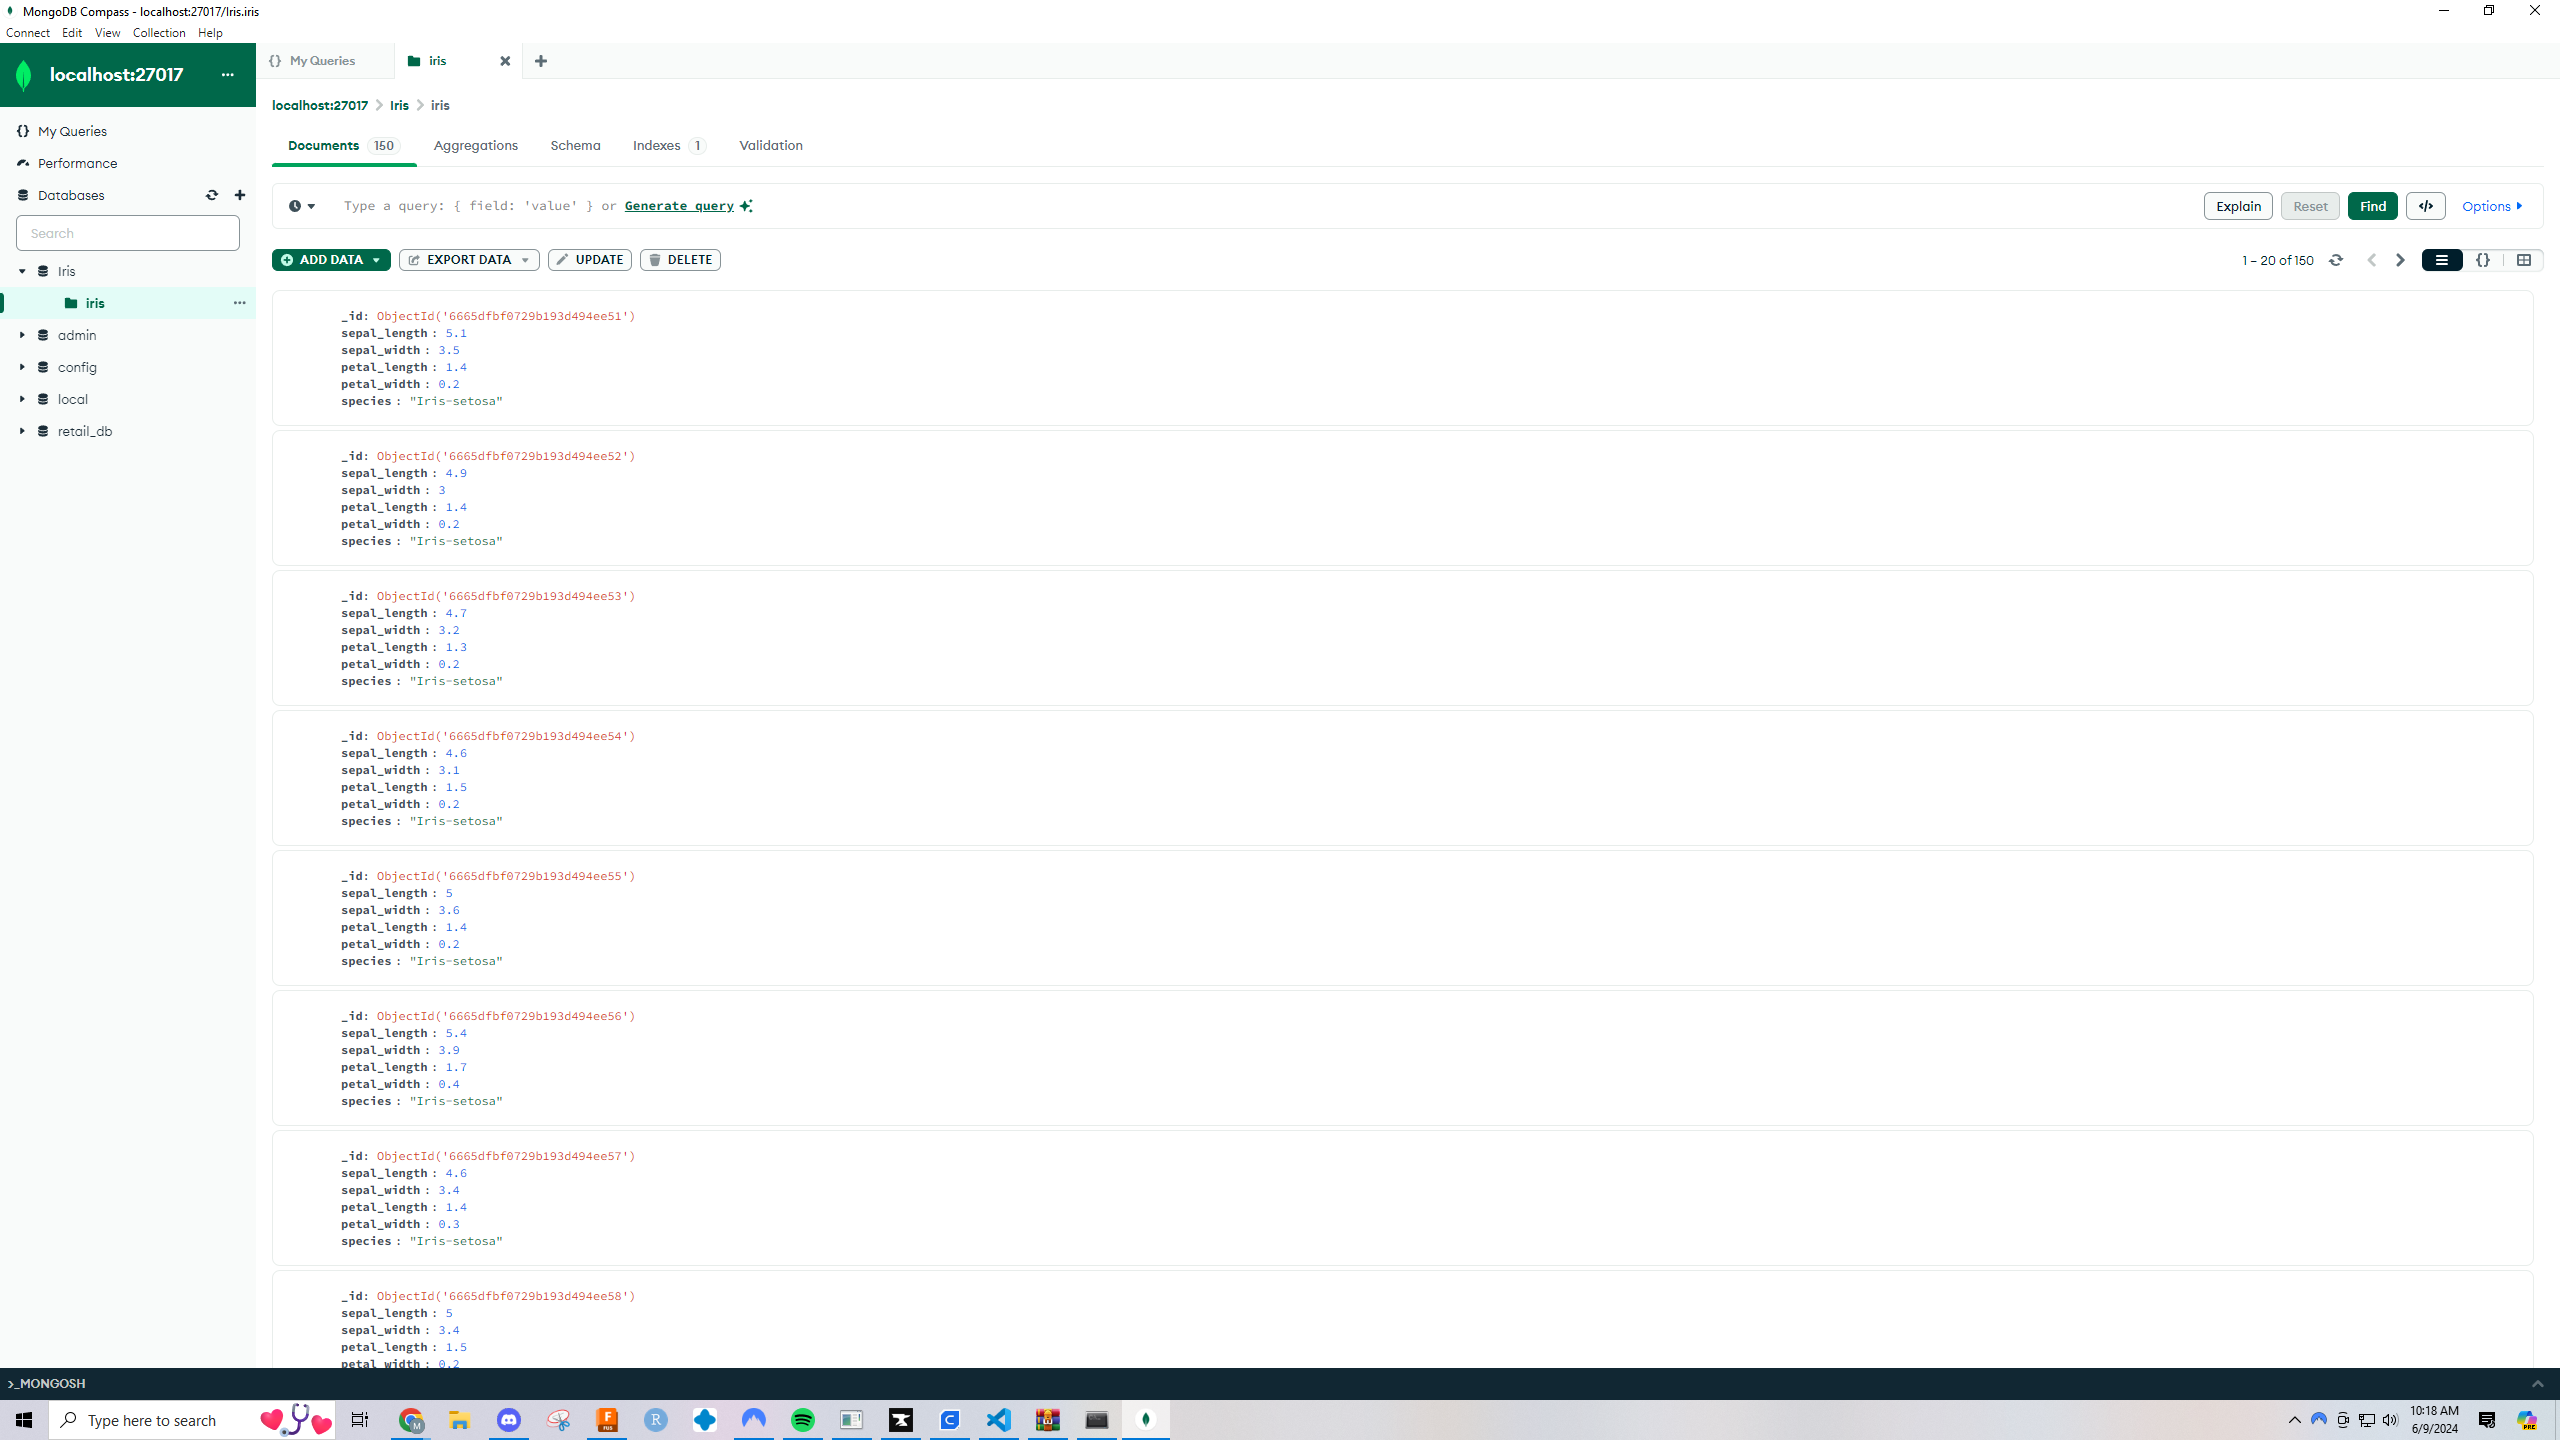 MongoDB Compass - localhost:27017/Iris.iris
Connect Edit View Collection Help
localhost:27017
My Queries
Performance
Databases
Search
Iris
iris
admin
config
local
retail_db
My Queries
iris
localhost:27017 > Iris > iris
Documents 150 Aggregations Schema Indexes 1 Validation
Type a query: { field: 'value' } or Generate query
Explain Reset Find </> Options
ADD DATA EXPORT DATA UPDATE DELETE
1 – 20 of 150
_id: ObjectId('6665dfbf0729b193d494ee51')
sepal_length : 5.1
sepal_width : 3.5
petal_length : 1.4
petal_width : 0.2
species : "Iris-setosa"
_id: ObjectId('6665dfbf0729b193d494ee52')
sepal_length : 4.9
sepal_width : 3
petal_length : 1.4
petal_width : 0.2
species : "Iris-setosa"
_id: ObjectId('6665dfbf0729b193d494ee53')
sepal_length : 4.7
sepal_width : 3.2
petal_length : 1.3
petal_width : 0.2
species : "Iris-setosa"
_id: ObjectId('6665dfbf0729b193d494ee54')
sepal_length : 4.6
sepal_width : 3.1
petal_length : 1.5
petal_width : 0.2
species : "Iris-setosa"
_id: ObjectId('6665dfbf0729b193d494ee55')
sepal_length : 5
sepal_width : 3.6
petal_length : 1.4
petal_width : 0.2
species : "Iris-setosa"
_id: ObjectId('6665dfbf0729b193d494ee56')
sepal_length : 5.4
sepal_width : 3.9
petal_length : 1.7
petal_width : 0.4
species : "Iris-setosa"
_id: ObjectId('6665dfbf0729b193d494ee57')
sepal_length : 4.6
sepal_width : 3.4
petal_length : 1.4
petal_width : 0.3
species : "Iris-setosa"
_id: ObjectId('6665dfbf0729b193d494ee58')
sepal_length : 5
sepal_width : 3.4
petal_length : 1.5
petal_width : 0.2
>_MONGOSH
Type here to search
10:18 AM
6/9/2024